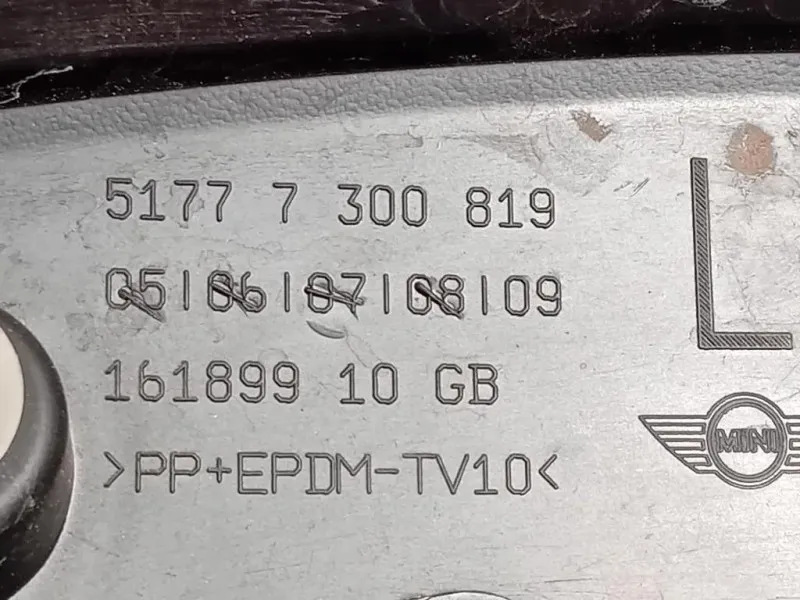 5177 7 300 819
05|06|07|08|09
161899 10 GB
>PP+EPDM-TV10<
L
MINI